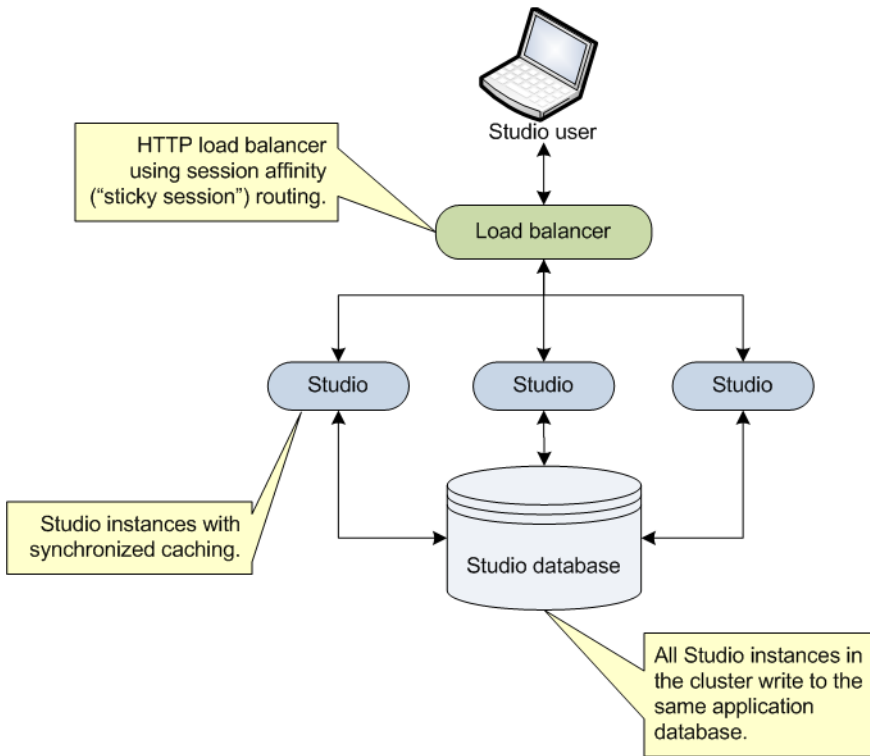 Studio user
HTTP load balancer
using session affinity
(“sticky session”) routing.
Load balancer
Studio
Studio
Studio
Studio instances with
synchronized caching.
Studio database
All Studio instances in
the cluster write to the
same application
database.